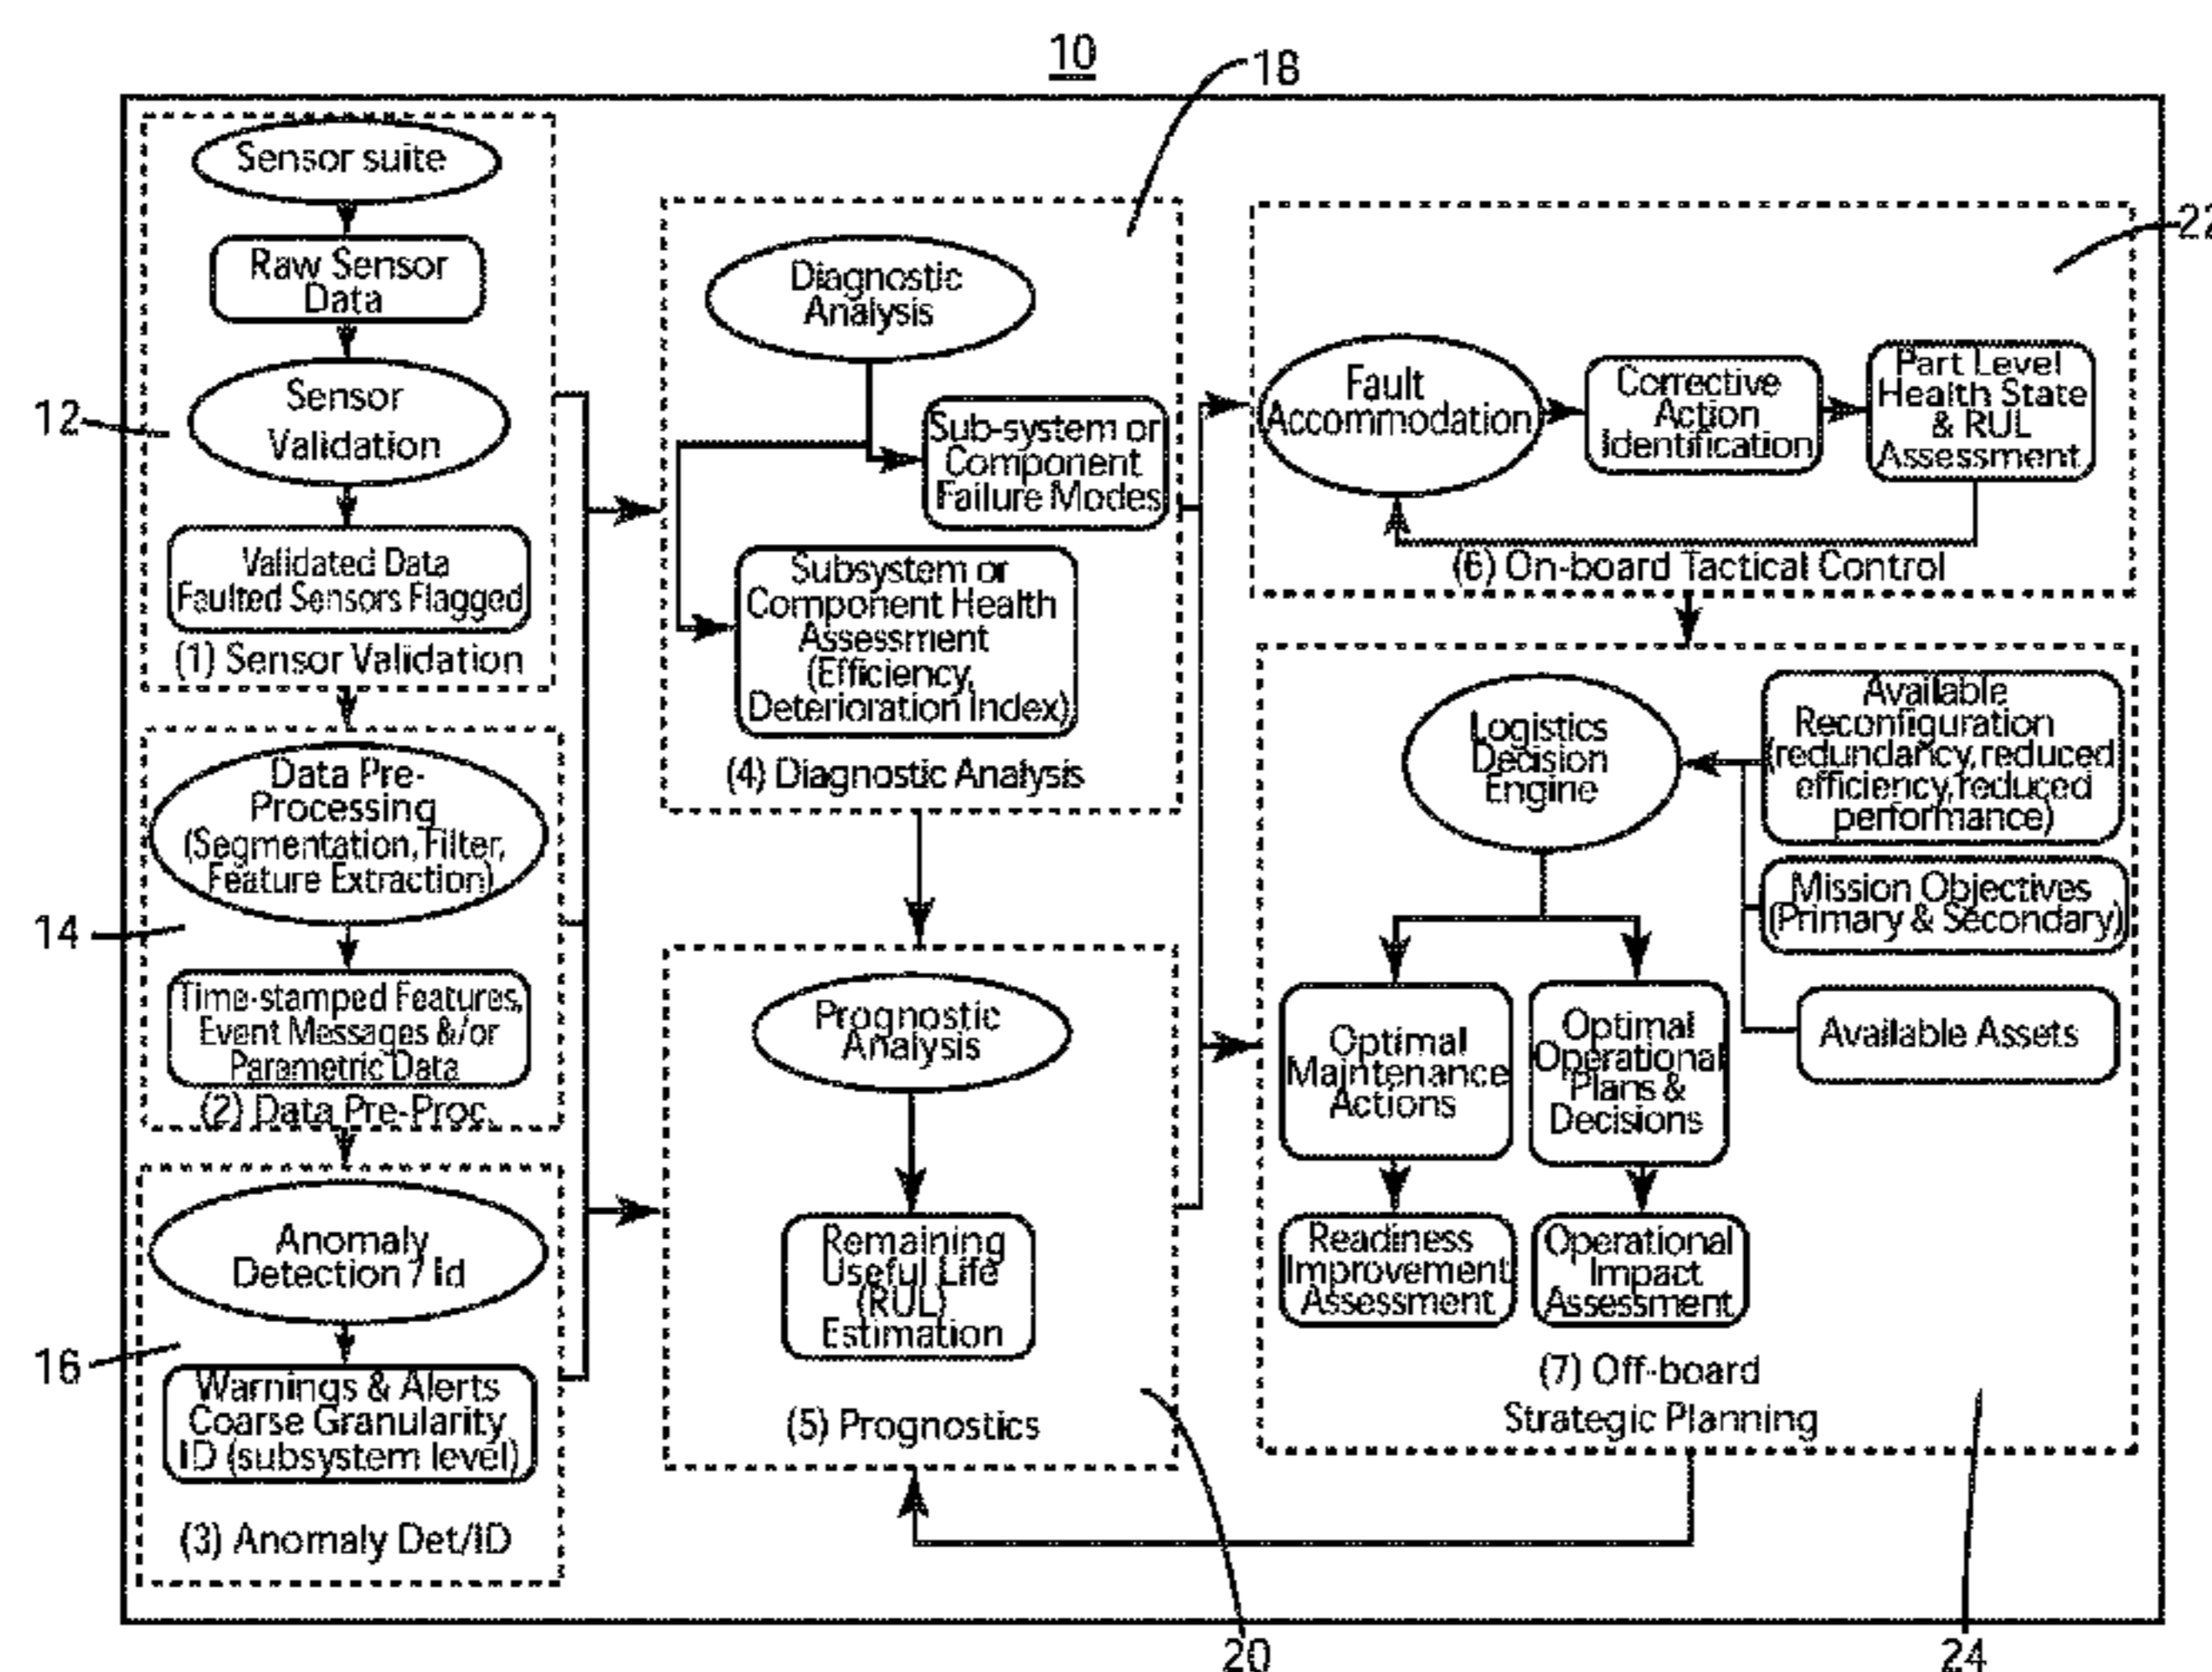 10
18
Sensor suite
Raw Sensor
Data
Sensor
Validation
12
Validated Data
Faulted Sensors Flagged
(1) Sensor Validation
Data Pre-
Processing
(Segmentation, Filter,
Feature Extraction)
14
Time-stamped Features,
Event Messages &/or
Parametric Data
(2) Data Pre-Proc.
Anomaly
Detection / Id
16
Warnings & Alerts
Coarse Granularity
ID (subsystem level)
(3) Anomaly Det/ID
Diagnostic
Analysis
Sub-system or
Component
Failure Modes
Subsystem or
Component Health
Assessment
(Efficiency,
Deterioration Index)
(4) Diagnostic Analysis
Prognostic
Analysis
Remaining
Useful Life
(RUL)
Estimation
(5) Prognostics
20
22
Fault
Accommodation
Corrective
Action
Identification
Part Level
Health State
& RUL
Assessment
(6) On-board Tactical Control
Logistics
Decision
Engine
Available
Reconfiguration
(redundancy, reduced
efficiency, reduced
performance)
Mission Objectives
(Primary & Secondary)
Available Assets
Optimal
Maintenance
Actions
Optimal
Operational
Plans &
Decisions
Readiness
Improvement
Assessment
Operational
Impact
Assessment
(7) Off-board
Strategic Planning
24